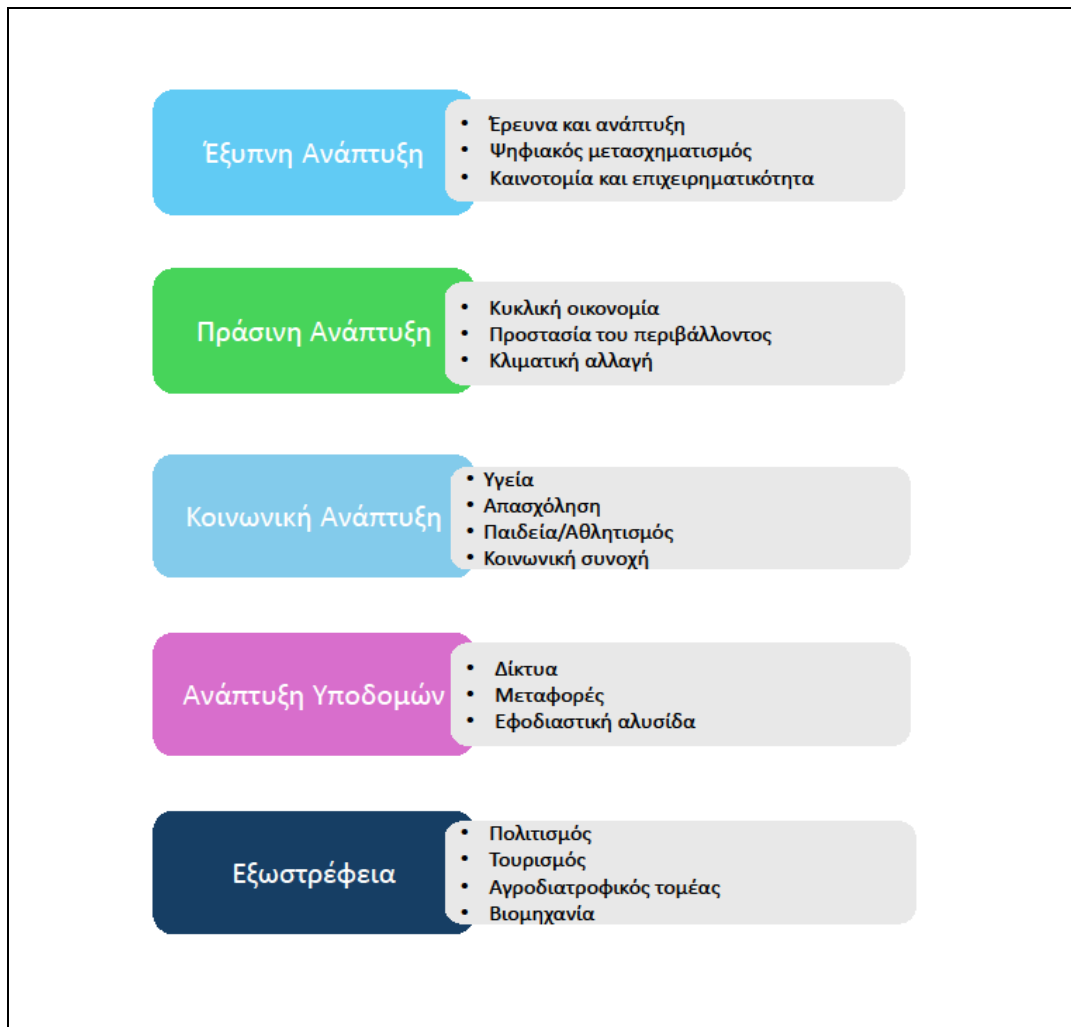 Έξυπνη Ανάπτυξη
• Έρευνα και ανάπτυξη
• Ψηφιακός μετασχηματισμός
• Καινοτομία και επιχειρηματικότητα
Πράσινη Ανάπτυξη
• Κυκλική οικονομία
• Προστασία του περιβάλλοντος
• Κλιματική αλλαγή
Κοινωνική Ανάπτυξη
• Υγεία
• Απασχόληση
• Παιδεία/Αθλητισμός
• Κοινωνική συνοχή
Ανάπτυξη Υποδομών
• Δίκτυα
• Μεταφορές
• Εφοδιαστική αλυσίδα
Εξωστρέφεια
• Πολιτισμός
• Τουρισμός
• Αγροδιατροφικός τομέας
• Βιομηχανία